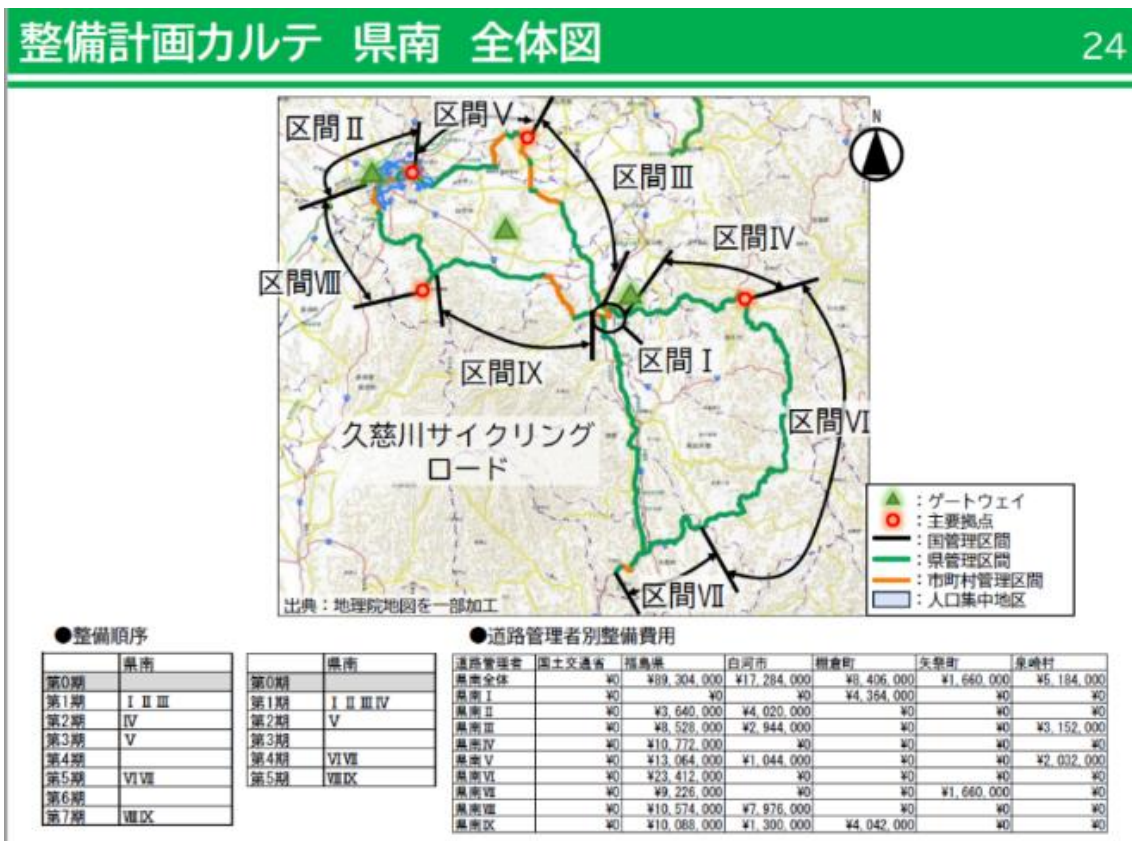 整備計画カルテ 県南 全体図
24
区間Ⅱ
区間Ⅴ
N
区間Ⅲ
区間Ⅳ
区間Ⅷ
区間Ⅰ
区間Ⅸ
区間Ⅵ
久慈川サイクリング
ロード
区間Ⅶ
:ゲートウェイ
:主要拠点
:国管理区間
:県管理区間
:市町村管理区間
:人口集中地区
出典:地理院地図を一部加工
●整備順序
県南
第0期
第1期 Ⅰ Ⅱ Ⅲ
第2期 Ⅳ
第3期 Ⅴ
第4期
第5期 Ⅵ Ⅶ
第6期
第7期 Ⅷ Ⅸ
県南
第0期
第1期 Ⅰ Ⅱ Ⅲ Ⅳ
第2期 Ⅴ
第3期
第4期 Ⅵ Ⅶ
第5期 Ⅷ Ⅸ
●道路管理者別整備費用
道路管理者 国土交通省 福島県 白河市 棚倉町 矢祭町 泉崎村
県南全体 ¥0 ¥89,304,000 ¥17,284,000 ¥8,406,000 ¥1,660,000 ¥5,184,000
県南Ⅰ ¥0 ¥0 ¥0 ¥4,364,000 ¥0 ¥0
県南Ⅱ ¥0 ¥3,640,000 ¥4,020,000 ¥0 ¥0 ¥0
県南Ⅲ ¥0 ¥8,528,000 ¥2,944,000 ¥0 ¥0 ¥3,152,000
県南Ⅳ ¥0 ¥10,772,000 ¥0 ¥0 ¥0 ¥0
県南Ⅴ ¥0 ¥13,064,000 ¥1,044,000 ¥0 ¥0 ¥2,032,000
県南Ⅵ ¥0 ¥23,412,000 ¥0 ¥0 ¥0 ¥0
県南Ⅶ ¥0 ¥9,226,000 ¥0 ¥0 ¥1,660,000 ¥0
県南Ⅷ ¥0 ¥10,574,000 ¥7,976,000 ¥0 ¥0 ¥0
県南Ⅸ ¥0 ¥10,088,000 ¥1,300,000 ¥4,042,000 ¥0 ¥0